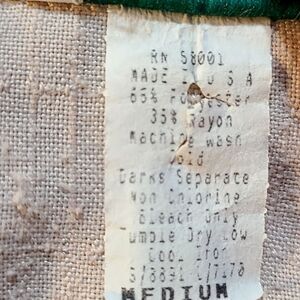 RN 58001
MADE I U S A
65% Polyester
35% Rayon
Machine wash
Cold
Darks Separate
Non Chlorine
Bleach Only
Tumble Dry Low
Cool Iron
MEDIUM